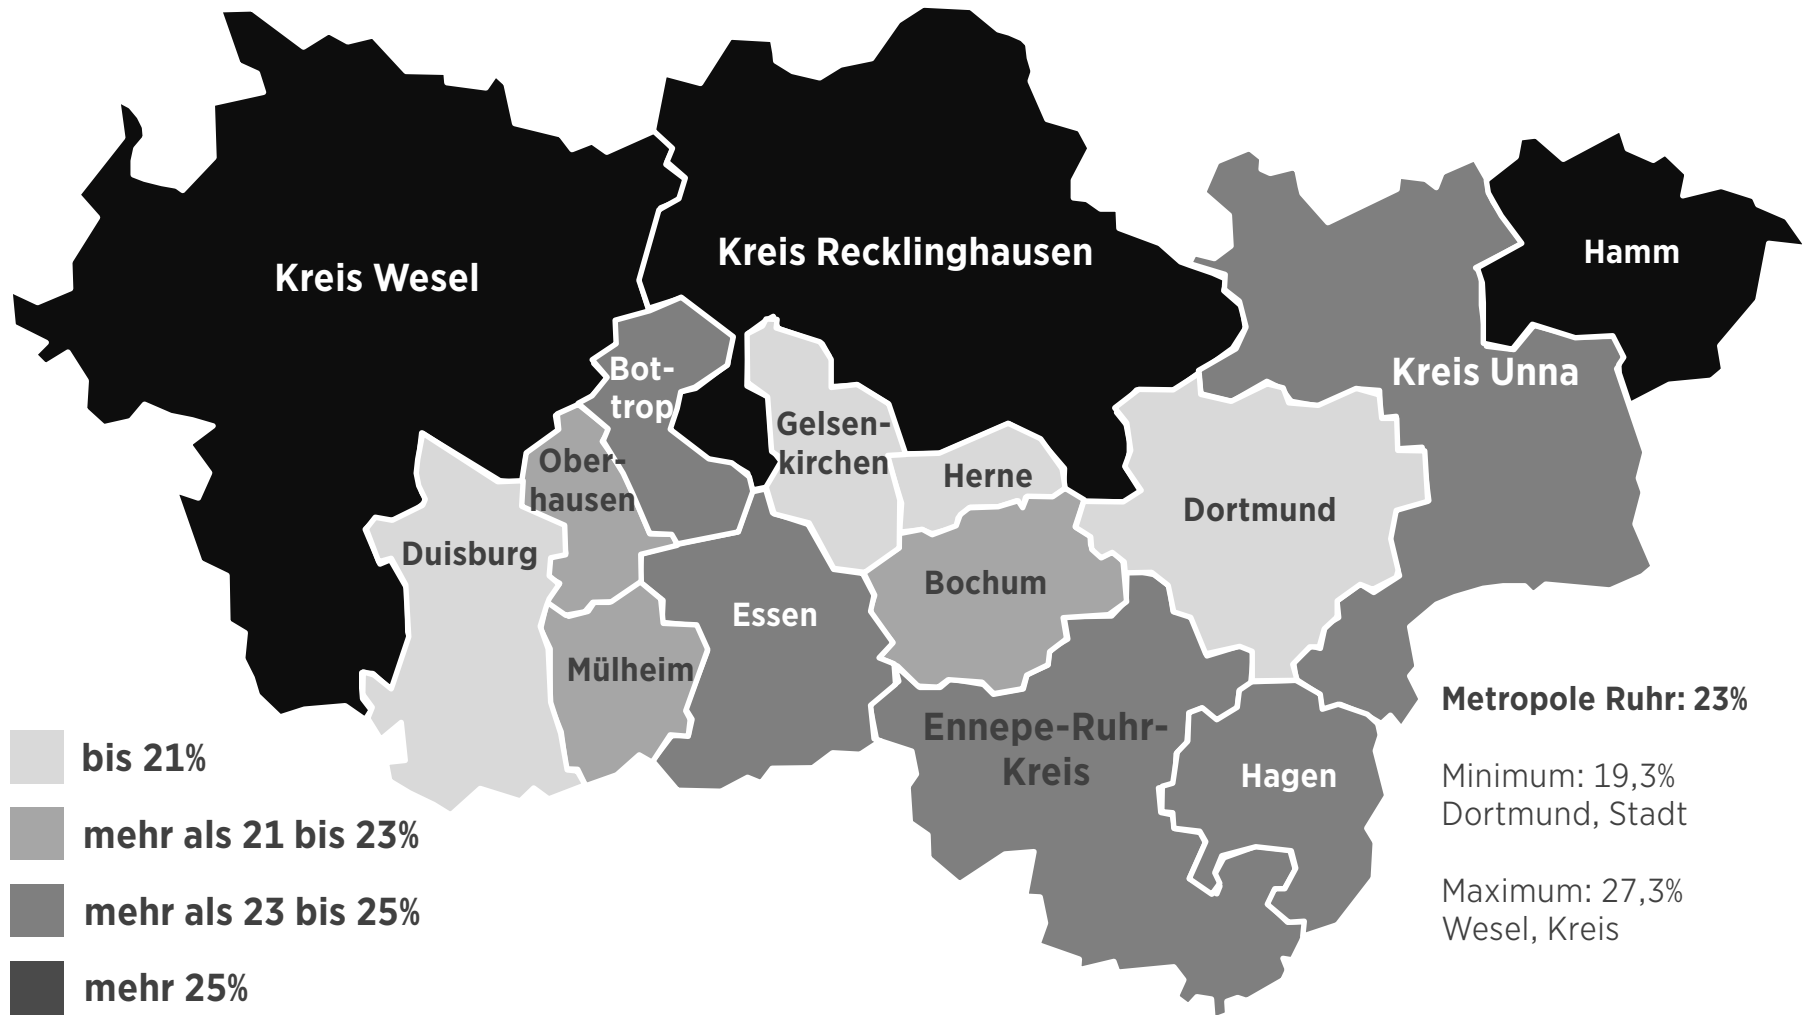 Kreis Wesel
Kreis Recklinghausen
Hamm
Kreis Unna
Bot-
trop
Gelsen-
kirchen
Ober-
hausen
Herne
Dortmund
Duisburg
Bochum
Essen
Mülheim
Ennepe-Ruhr-
Kreis
Hagen
bis 21%
mehr als 21 bis 23%
mehr als 23 bis 25%
mehr 25%
Metropole Ruhr: 23%
Minimum: 19,3%
Dortmund, Stadt
Maximum: 27,3%
Wesel, Kreis